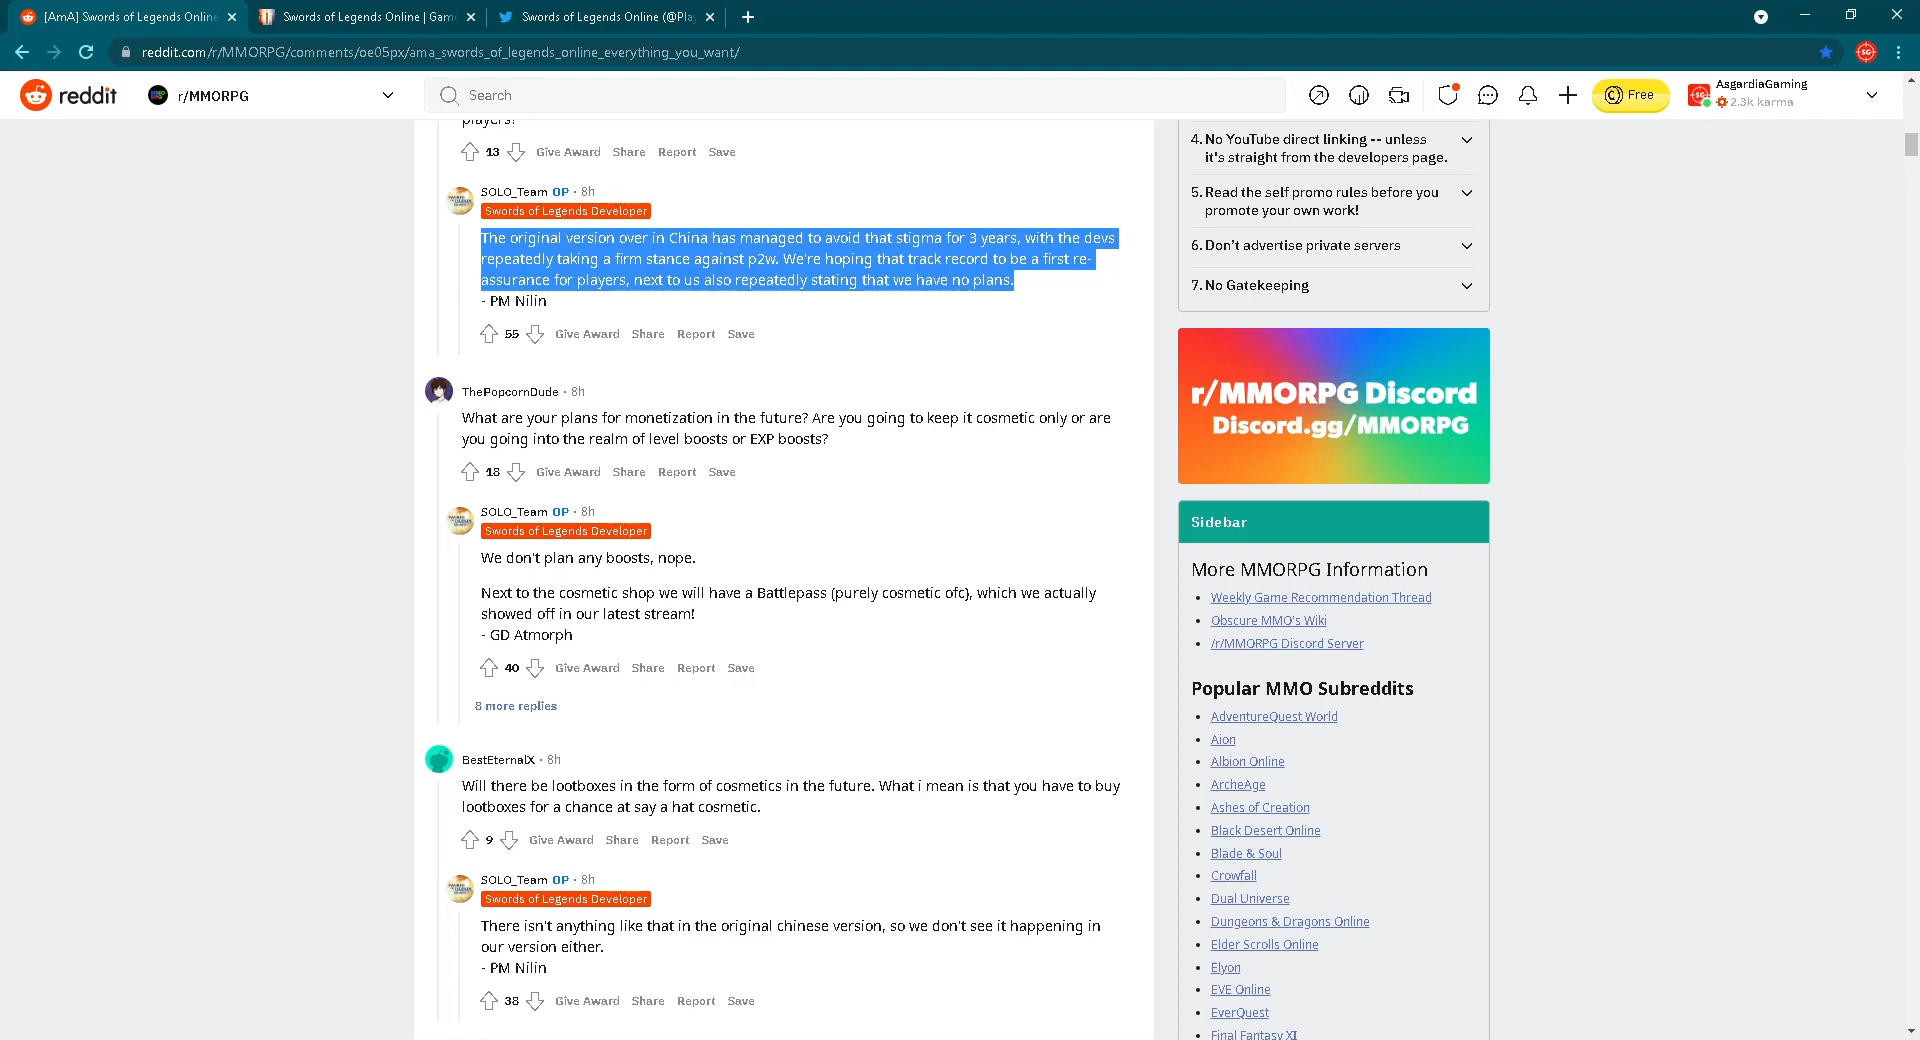 [AmA] Swords of Legends Online
Swords of Legends Online | Gam
Swords of Legends Online (@Pla
reddit.com/r/MMORPG/comments/oe05px/ama_swords_of_legends_online_everything_you_want/
reddit
r/MMORPG
Search
Free
AsgardiaGaming
2.3k karma
players?
13 Give Award Share Report Save
SOLO_Team OP · 8h
Swords of Legends Developer
The original version over in China has managed to avoid that stigma for 3 years, with the devs
repeatedly taking a firm stance against p2w. We're hoping that track record to be a first re-
assurance for players, next to us also repeatedly stating that we have no plans.
- PM Nilin
55 Give Award Share Report Save
ThePopcornDude · 8h
What are your plans for monetization in the future? Are you going to keep it cosmetic only or are
you going into the realm of level boosts or EXP boosts?
18 Give Award Share Report Save
SOLO_Team OP · 8h
Swords of Legends Developer
We don't plan any boosts, nope.
Next to the cosmetic shop we will have a Battlepass (purely cosmetic ofc), which we actually
showed off in our latest stream!
- GD Atmorph
40 Give Award Share Report Save
8 more replies
BestEternalX · 8h
Will there be lootboxes in the form of cosmetics in the future. What i mean is that you have to buy
lootboxes for a chance at say a hat cosmetic.
9 Give Award Share Report Save
SOLO_Team OP · 8h
Swords of Legends Developer
There isn't anything like that in the original chinese version, so we don't see it happening in
our version either.
- PM Nilin
38 Give Award Share Report Save
4. No YouTube direct linking -- unless
it's straight from the developers page.
5. Read the self promo rules before you
promote your own work!
6. Don't advertise private servers
7. No Gatekeeping
r/MMORPG Discord
Discord.gg/MMORPG
Sidebar
More MMORPG Information
Weekly Game Recommendation Thread
Obscure MMO's Wiki
/r/MMORPG Discord Server
Popular MMO Subreddits
AdventureQuest World
Aion
Albion Online
ArcheAge
Ashes of Creation
Black Desert Online
Blade & Soul
Crowfall
Dual Universe
Dungeons & Dragons Online
Elder Scrolls Online
Elyon
EVE Online
EverQuest
Final Fantasy XI